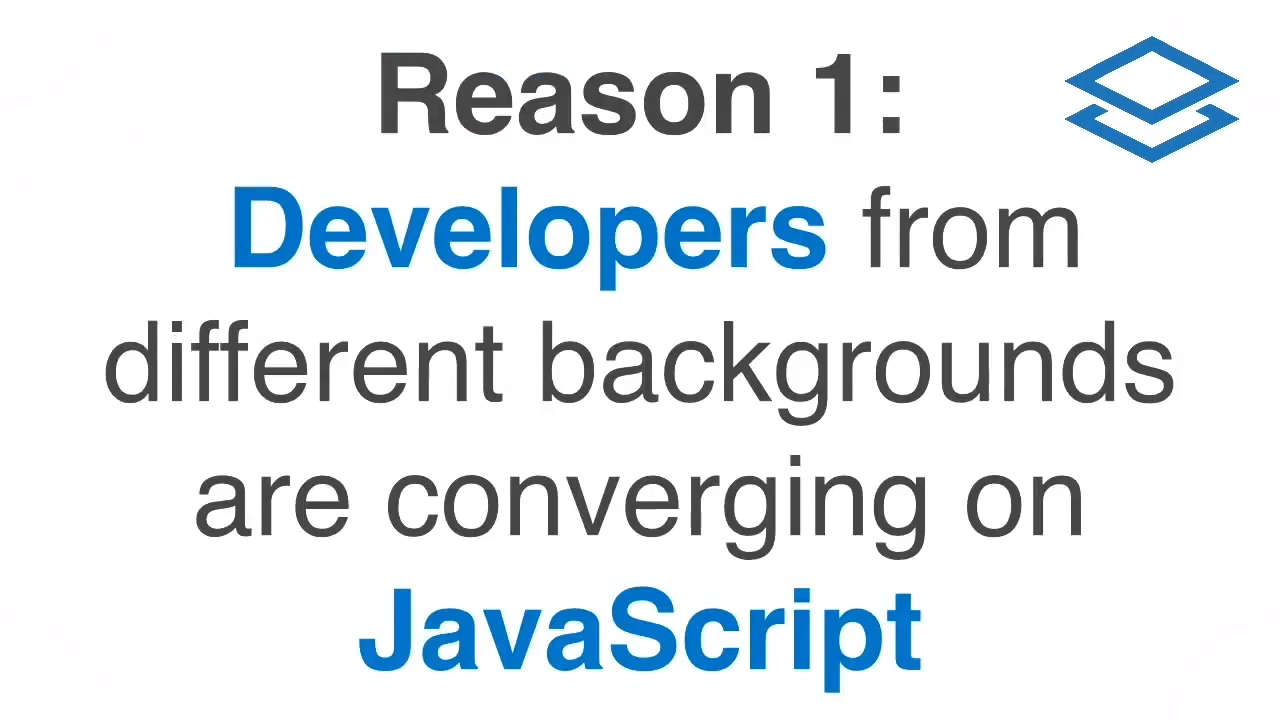 Reason 1:
Developers from
different backgrounds
are converging on
JavaScript